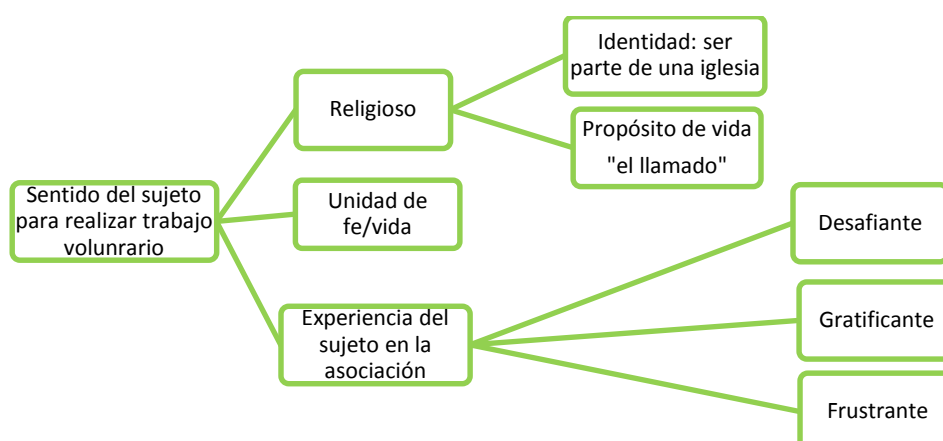 Identidad: ser
parte de una iglesia
Religioso
Propósito de vida
"el llamado"
Sentido del sujeto
para realizar trabajo
volunrario
Unidad de
fe/vida
Desafiante
Experiencia del
sujeto en la
asociación
Gratificante
Frustrante